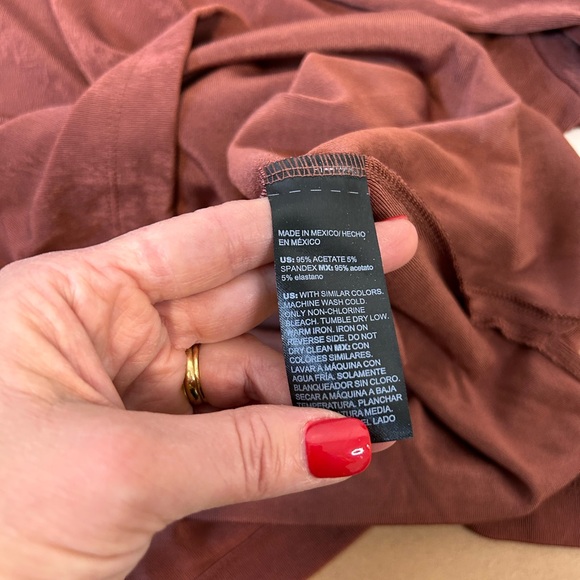 MADE IN MEXICO/ HECHO
EN MÉXICO
US: 95% ACETATE 5%
SPANDEX MX: 95% acetato
5% elastano
US: WITH SIMILAR COLORS.
MACHINE WASH COLD.
ONLY NON-CHLORINE
BLEACH. TUMBLE DRY LOW.
WARM IRON. IRON ON
REVERSE SIDE. DO NOT
DRY CLEAN MX: CON
COLORES SIMILARES.
LAVAR A MÁQUINA CON
AGUA FRÍA. SOLAMENTE
BLANQUEADOR SIN CLORO.
SECAR A MÁQUINA A BAJA
TEMPERATURA. PLANCHAR
MEDIA.
EL LADO